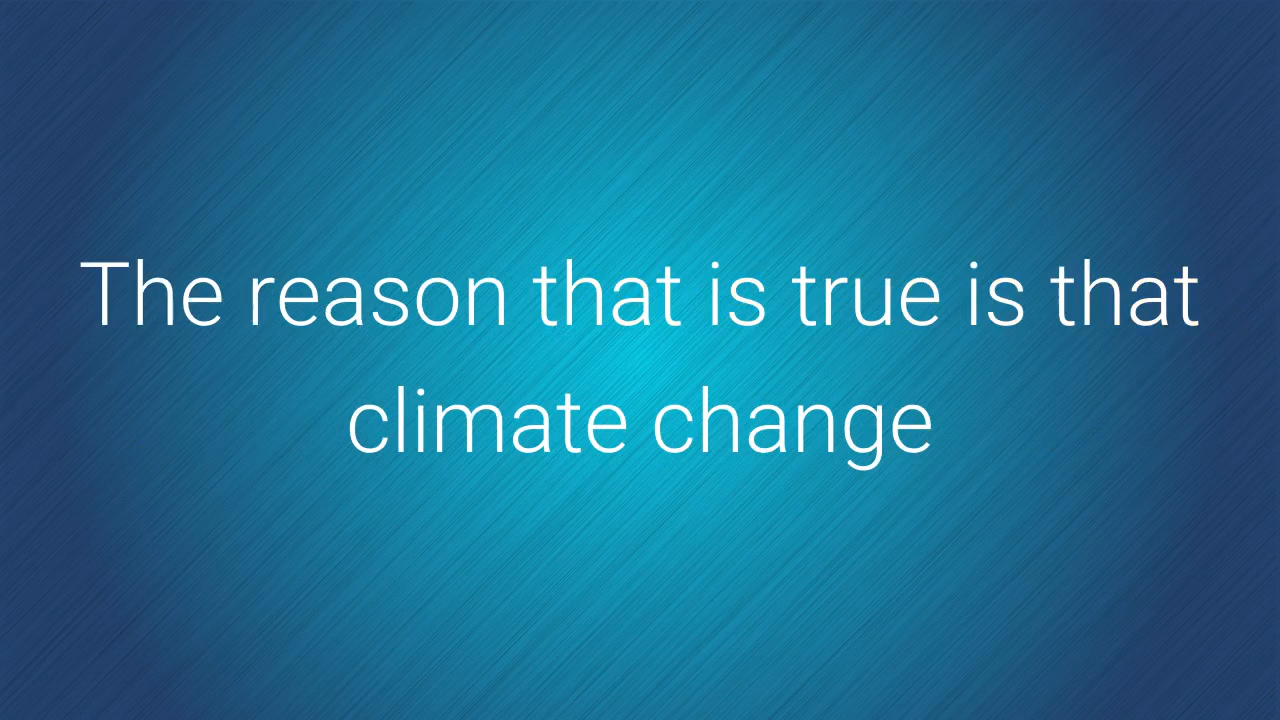 The reason that is true is that
climate change